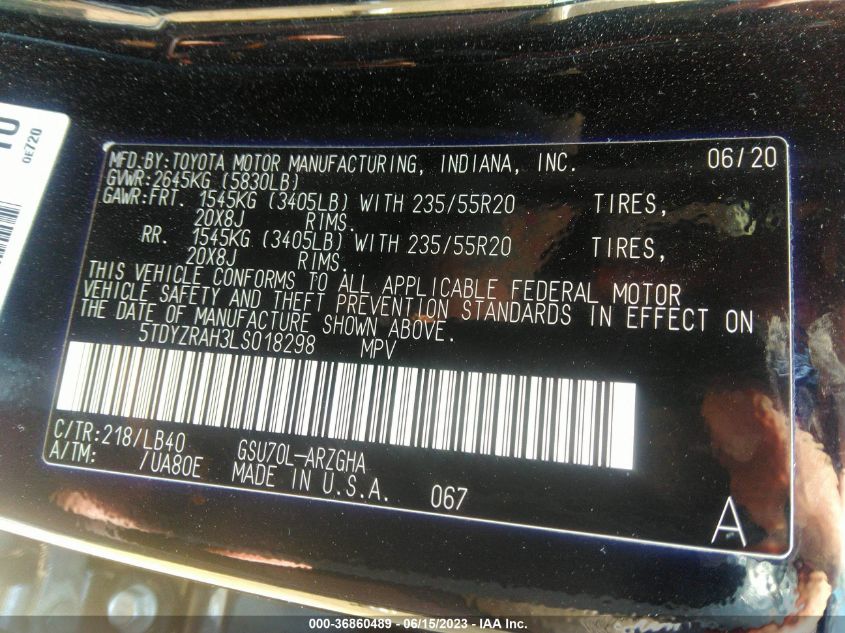 10
0E720
MFD.BY:TOYOTA MOTOR MANUFACTURING, INDIANA, INC. 06/20
GVWR:2645KG (5830LB)
GAWR:FRT. 1545KG (3405LB) WITH 235/55R20 TIRES,
20X8J RIMS.
RR. 1545KG (3405LB) WITH 235/55R20 TIRES,
20X8J RIMS.
THIS VEHICLE CONFORMS TO ALL APPLICABLE FEDERAL MOTOR
VEHICLE SAFETY AND THEFT PREVENTION STANDARDS IN EFFECT ON
THE DATE OF MANUFACTURE SHOWN ABOVE.
5TDYZRAH3LS018298 MPV
C/TR:218/LB40 GSU70L-ARZGHA
A/TM: /UA80E MADE IN U.S.A. 067
A
000-36860489 - 06/15/2023 - IAA Inc.